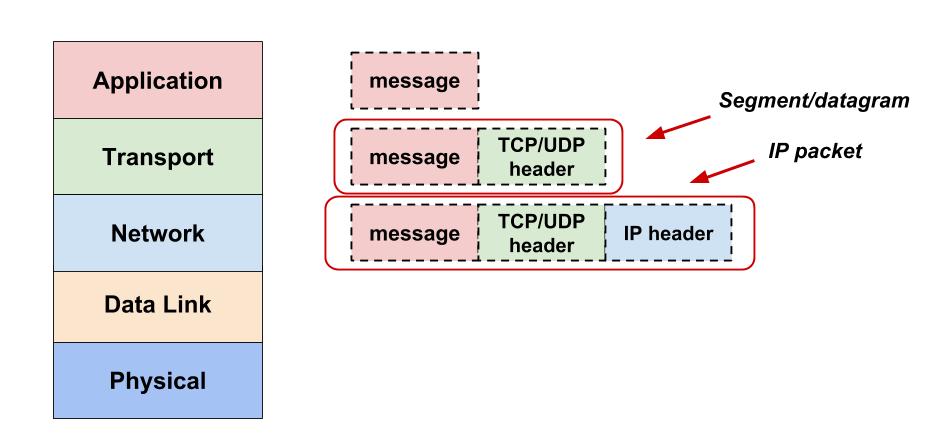 Application
message
Segment/datagram
Transport
message
TCP/UDP
header
IP packet
Network
message
TCP/UDP
header
IP header
Data Link
Physical